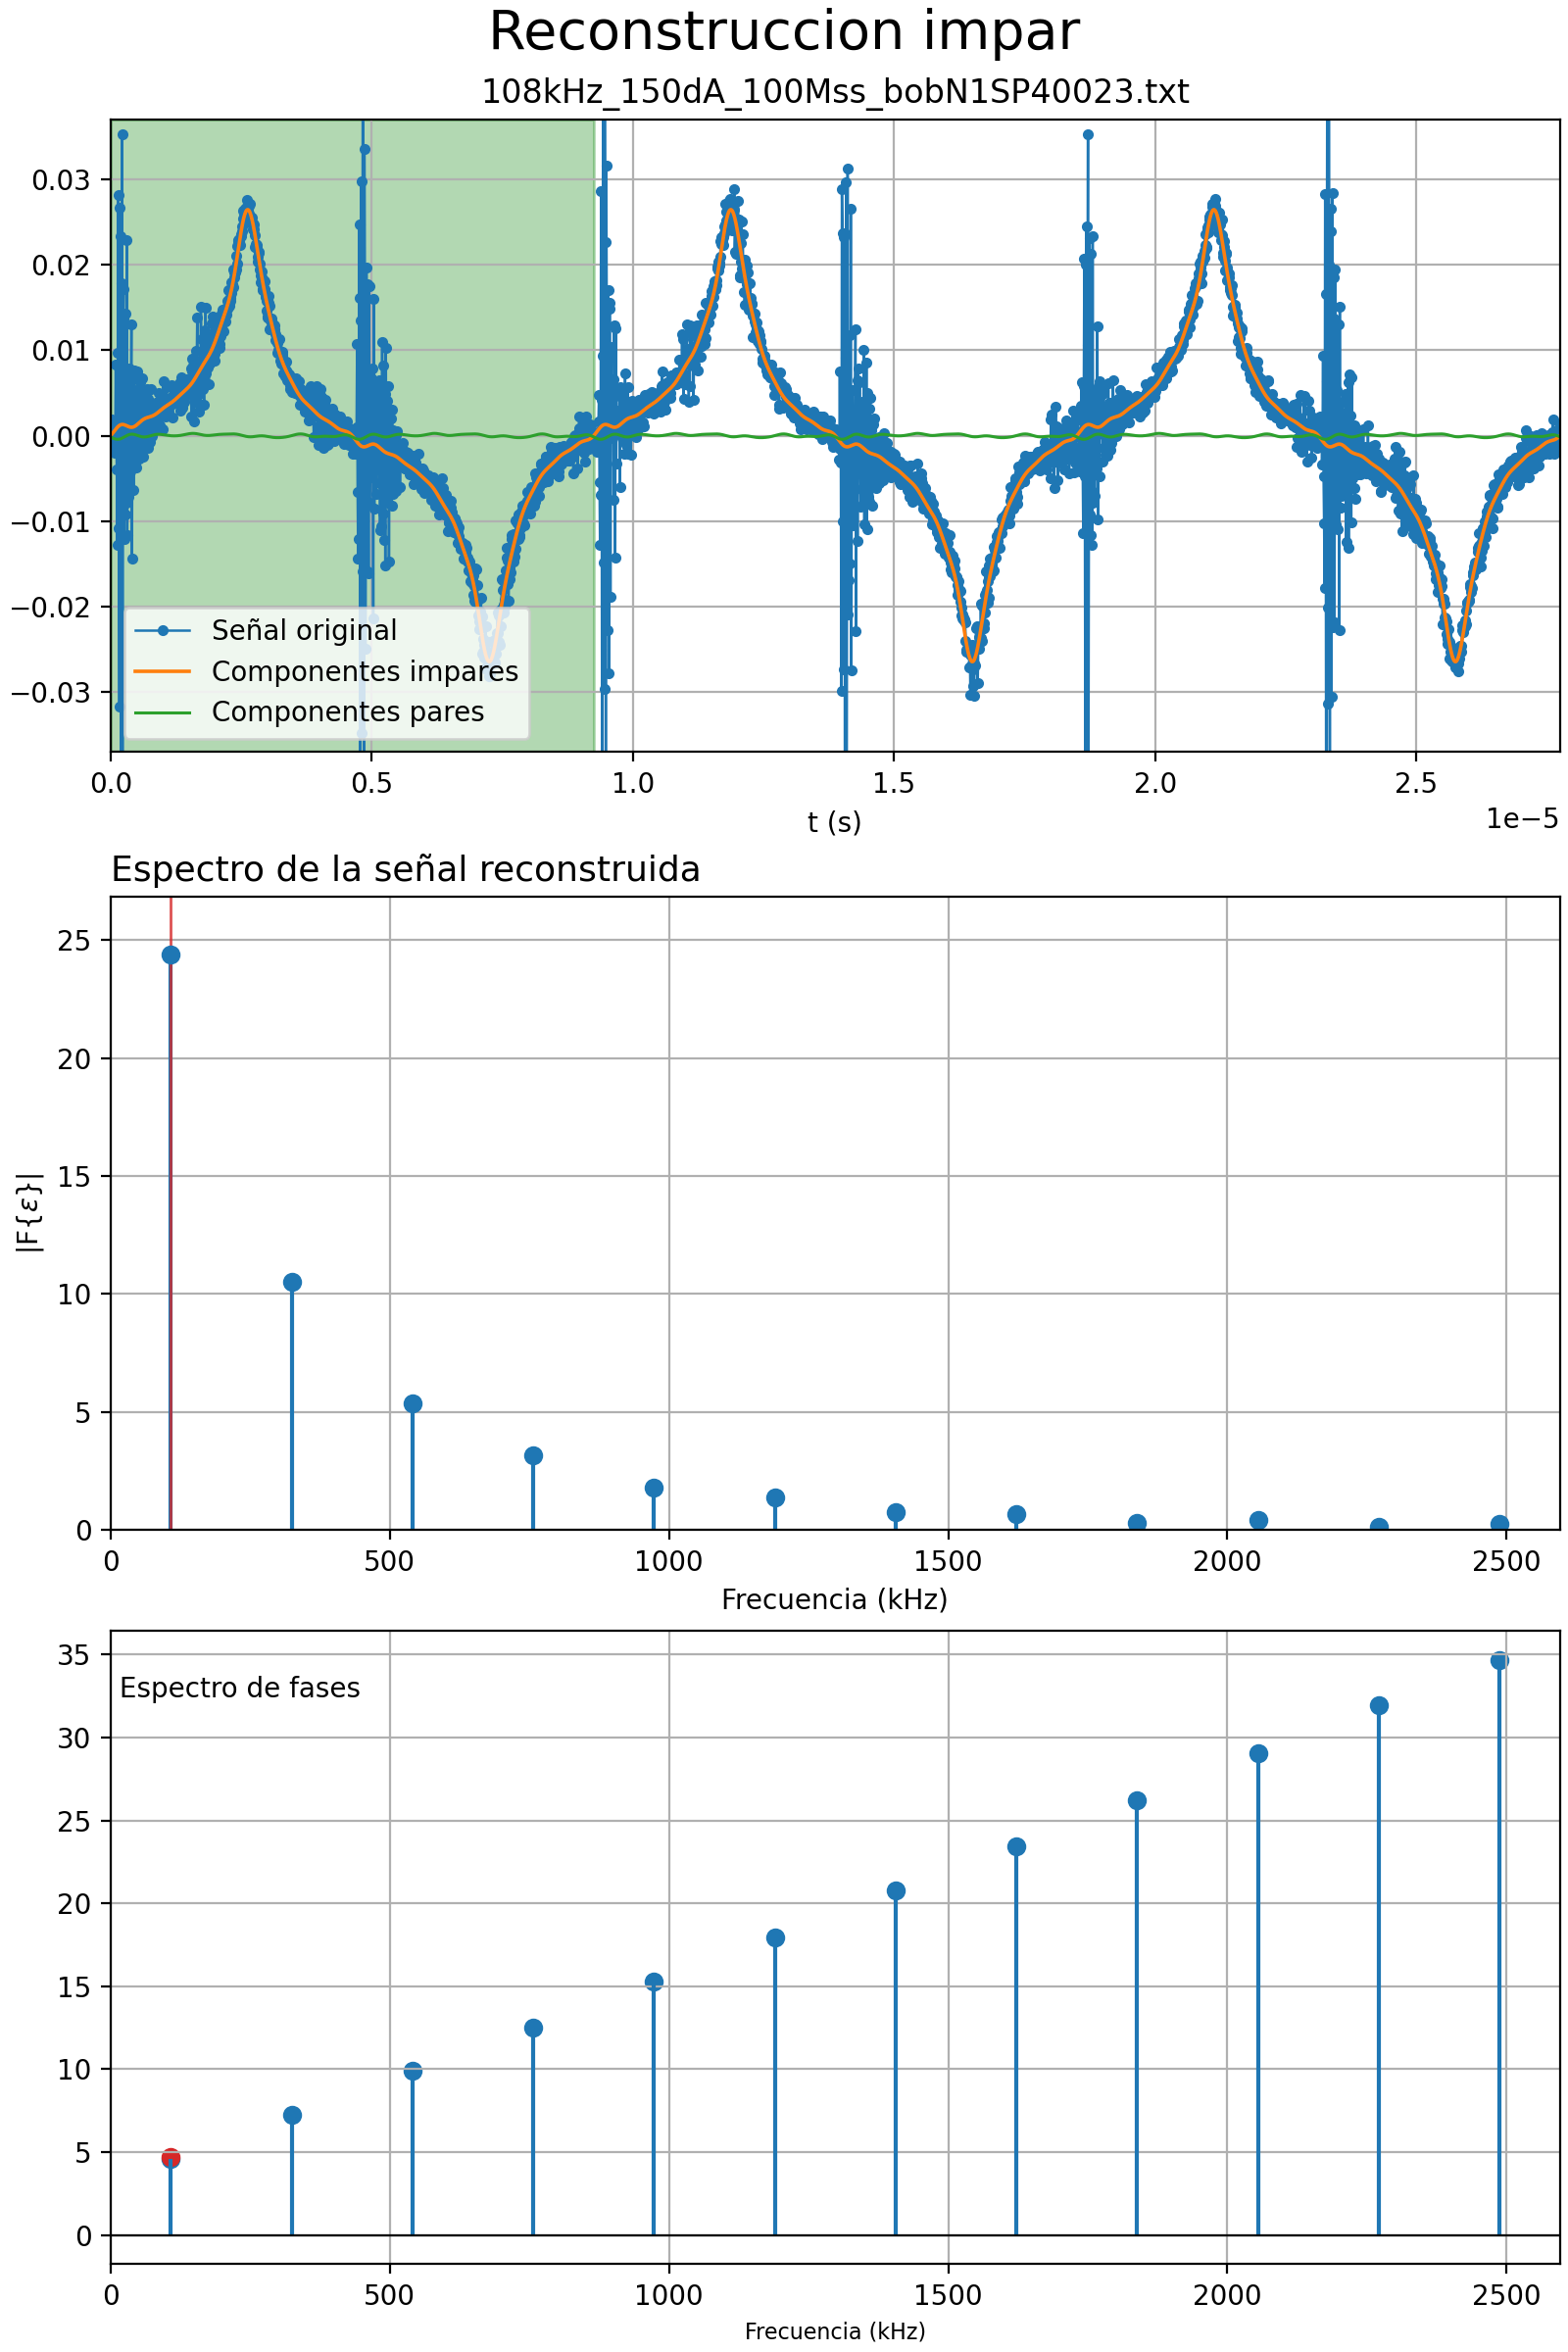 Reconstruccion impar
108kHz_150dA_100Mss_bobN1SP40023.txt
0.03
0.02
0.01
0.00
−0.01
−0.02
−0.03
Señal original
Componentes impares
Componentes pares
0.0 0.5 1.0 1.5 2.0 2.5
1e−5
t (s)
Espectro de la señal reconstruida
25
20
15
10
5
0
|F{ε}|
0 500 1000 1500 2000 2500
Frecuencia (kHz)
35
Espectro de fases
30
25
20
15
10
5
0
0 500 1000 1500 2000 2500
Frecuencia (kHz)